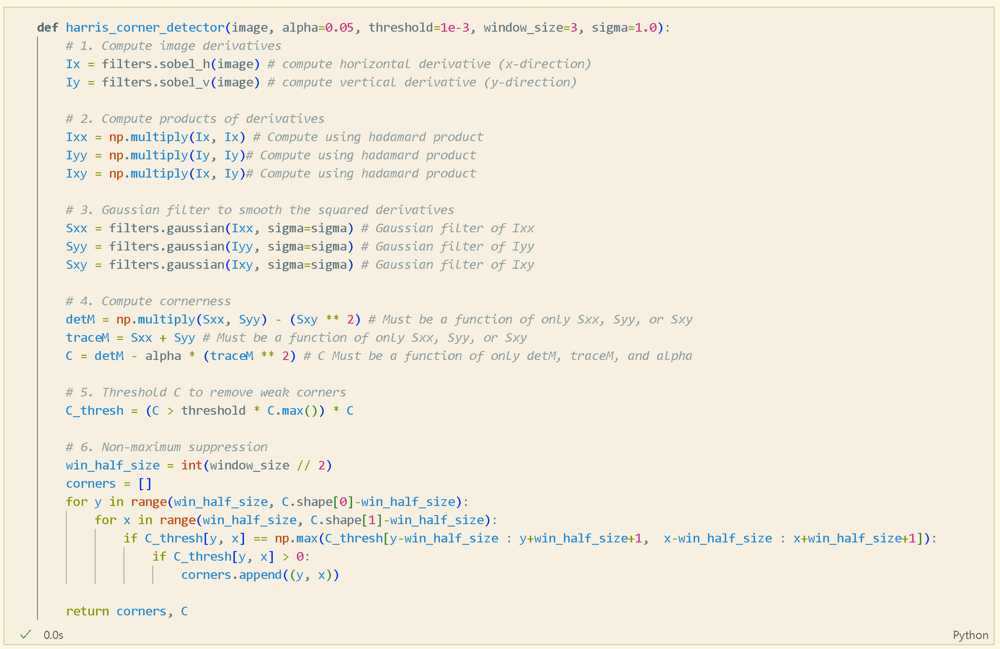 def harris_corner_detector(image, alpha=0.05, threshold=1e-3, window_size=3, sigma=1.0):
    # 1. Compute image derivatives
    Ix = filters.sobel_h(image) # compute horizontal derivative (x-direction)
    Iy = filters.sobel_v(image) # compute vertical derivative (y-direction)

    # 2. Compute products of derivatives
    Ixx = np.multiply(Ix, Ix) # Compute using hadamard product
    Iyy = np.multiply(Iy, Iy)# Compute using hadamard product
    Ixy = np.multiply(Ix, Iy)# Compute using hadamard product

    # 3. Gaussian filter to smooth the squared derivatives
    Sxx = filters.gaussian(Ixx, sigma=sigma) # Gaussian filter of Ixx
    Syy = filters.gaussian(Iyy, sigma=sigma) # Gaussian filter of Iyy
    Sxy = filters.gaussian(Ixy, sigma=sigma) # Gaussian filter of Ixy

    # 4. Compute cornerness
    detM = np.multiply(Sxx, Syy) - (Sxy ** 2) # Must be a function of only Sxx, Syy, or Sxy
    traceM = Sxx + Syy # Must be a function of only Sxx, Syy, or Sxy
    C = detM - alpha * (traceM ** 2) # C Must be a function of only detM, traceM, and alpha

    # 5. Threshold C to remove weak corners
    C_thresh = (C > threshold * C.max()) * C

    # 6. Non-maximum suppression
    win_half_size = int(window_size // 2)
    corners = []
    for y in range(win_half_size, C.shape[0]-win_half_size):
        for x in range(win_half_size, C.shape[1]-win_half_size):
            if C_thresh[y, x] == np.max(C_thresh[y-win_half_size : y+win_half_size+1,  x-win_half_size : x+win_half_size+1]):
                if C_thresh[y, x] > 0:
                    corners.append((y, x))

    return corners, C
0.0s
Python